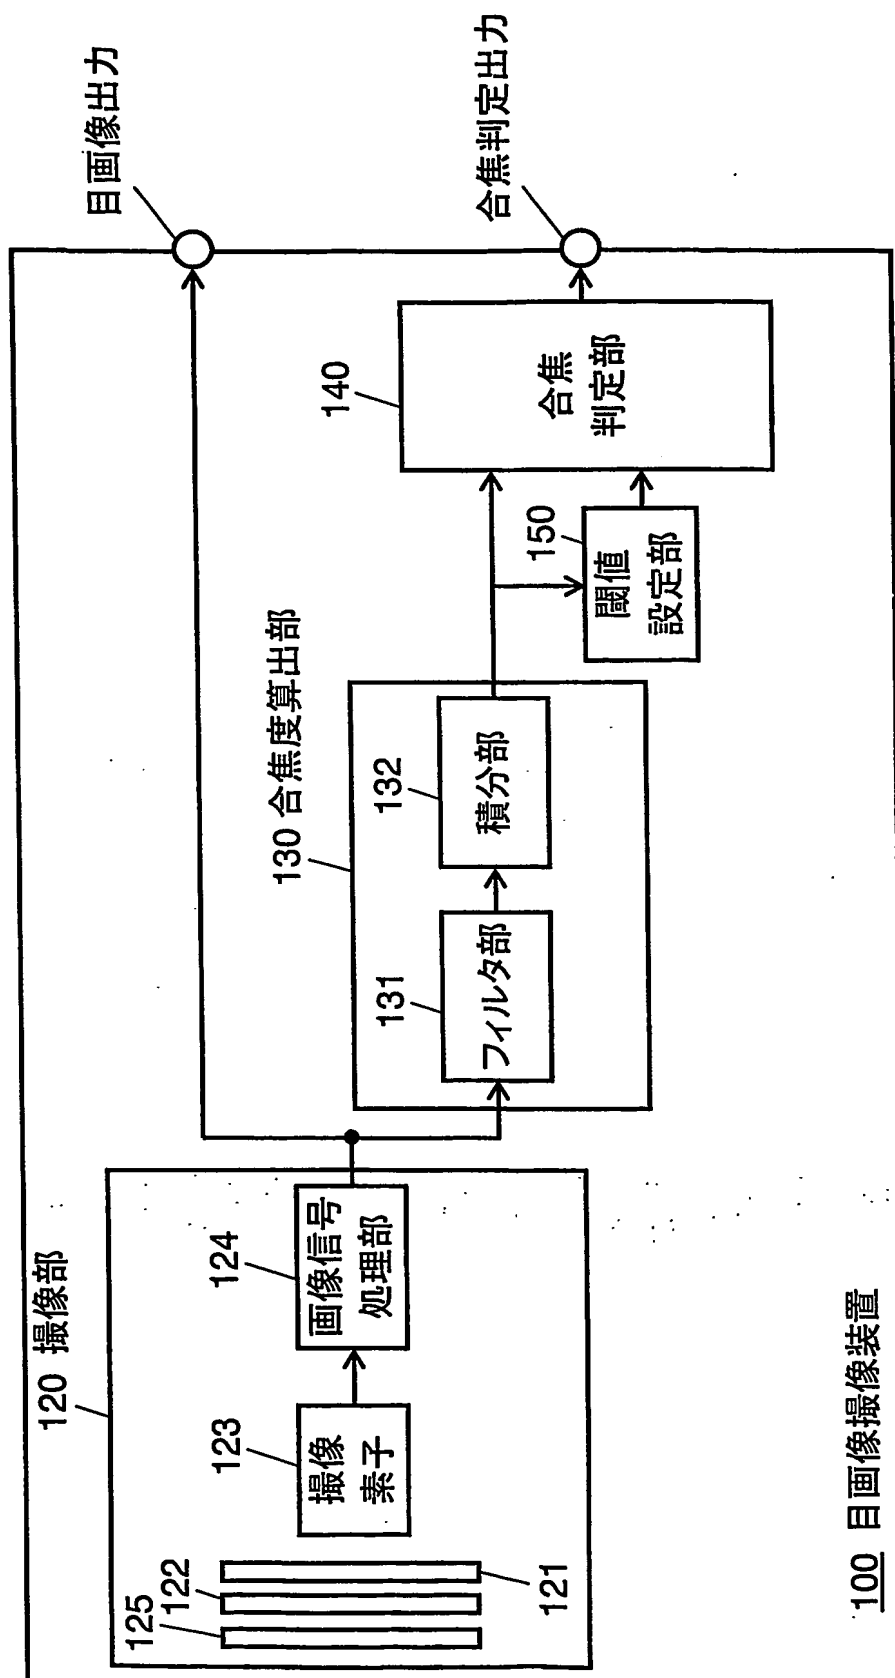 100 目画像撮像装置
120 撮像部
125
122
121
123
撮像
素子
124
画像信号
処理部
130 合焦度算出部
131
フィルタ部
132
積分部
150
閾値
設定部
140
合焦
判定部
目画像出力
合焦判定出力